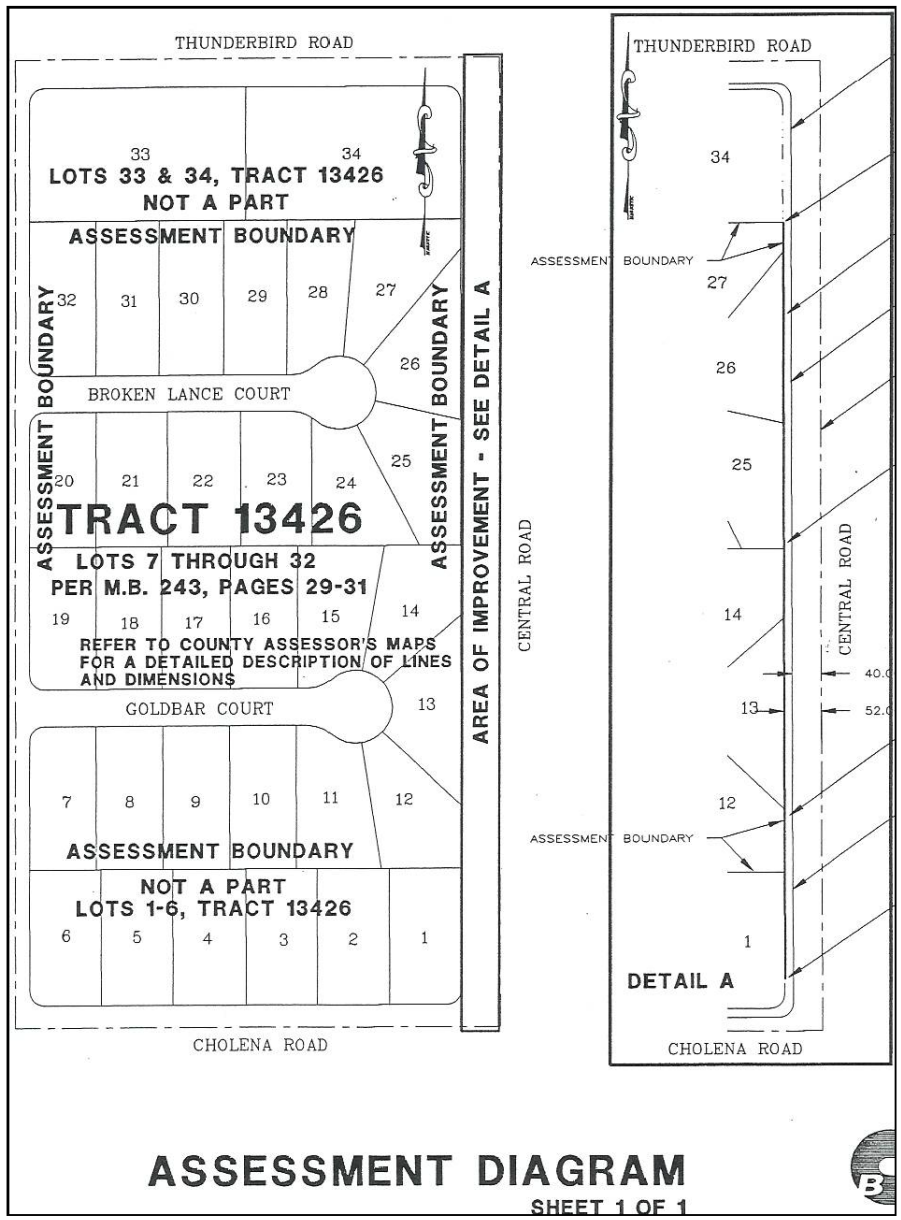 THUNDERBIRD ROAD
33
34
LOTS 33 & 34, TRACT 13426
NOT A PART
ASSESSMENT BOUNDARY
ASSESSMENT BOUNDARY
32
31
30
29
28
27
26
ASSESSMENT BOUNDARY
BROKEN LANCE COURT
20
21
22
23
24
25
TRACT 13426
LOTS 7 THROUGH 32
PER M.B. 243, PAGES 29-31
19
18
17
16
15
14
REFER TO COUNTY ASSESSOR'S MAPS
FOR A DETAILED DESCRIPTION OF LINES
AND DIMENSIONS
GOLDBAR COURT
13
7
8
9
10
11
12
ASSESSMENT BOUNDARY
NOT A PART
LOTS 1-6, TRACT 13426
6
5
4
3
2
1
CHOLENA ROAD
AREA OF IMPROVEMENT - SEE DETAIL A
CENTRAL ROAD
THUNDERBIRD ROAD
34
ASSESSMENT BOUNDARY
27
26
25
14
CENTRAL ROAD
40.0
13
52.0
12
ASSESSMENT BOUNDARY
1
DETAIL A
CHOLENA ROAD
ASSESSMENT DIAGRAM
SHEET 1 OF 1
B